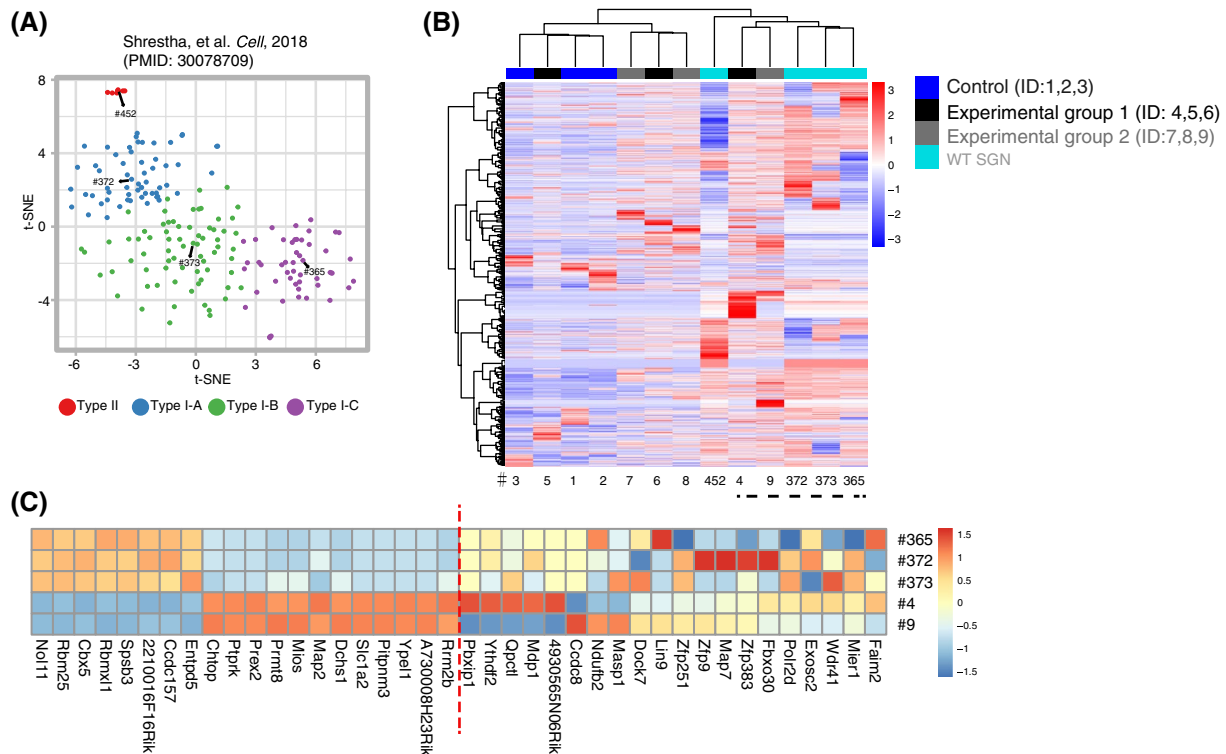 (A)
Shrestha, et al. Cell, 2018
(PMID: 30078709)
8
4
0
-4
t-SNE
#452
#372
#373
#365
-6
-3
0
3
6
t-SNE
Type II
Type I-A
Type I-B
Type I-C
(B)
3
2
1
0
−1
−2
−3
Control (ID:1,2,3)
Experimental group 1 (ID: 4,5,6)
Experimental group 2 (ID:7,8,9)
WT SGN
# 3 5 1 2 7 6 8 452 4 9 372 373 365
(C)
#365
#372
#373
#4
#9
1.5
1
0.5
0
−0.5
−1
−1.5
Nol11
Rbm25
Cbx5
Rbmxl1
Spsb3
2210016F16Rik
Ccdc157
Entpd5
Chtop
Ptprk
Prex2
Prmt8
Mios
Map2
Dchs1
Slc1a2
Pitpnm3
Ypel1
A730008H23Rik
Rrm2b
Pbxip1
Ythdf2
Qpctl
Mdp1
4930565N06Rik
Ccdc8
Ndufb2
Masp1
Dock7
Lin9
Zfp251
Zfp9
Map7
Zfp383
Fbxo30
Polr2d
Exosc2
Wdr41
Mier1
Faim2